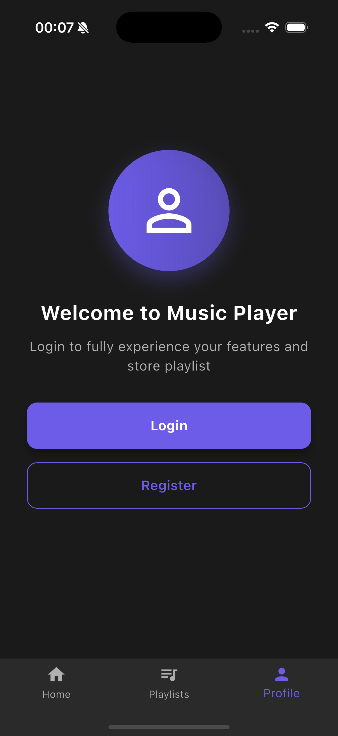 00:07
Welcome to Music Player
Login to fully experience your features and
store playlist
Login
Register
Home
Playlists
Profile